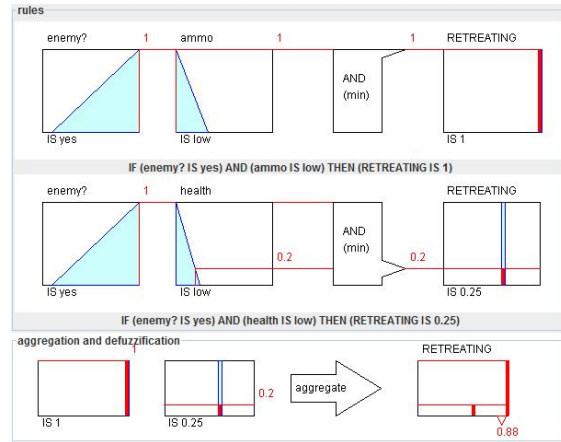 rules
enemy? 1 ammo 1 1 RETREATING
AND
(min)
IS yes IS low IS 1
IF (enemy? IS yes) AND (ammo IS low) THEN (RETREATING IS 1)
enemy? 1 health RETREATING
AND
(min)
0.2 0.2
IS yes IS low IS 0.25
IF (enemy? IS yes) AND (health IS low) THEN (RETREATING IS 0.25)
aggregation and defuzzification
1 RETREATING
aggregate
0.2
IS 1 IS 0.25
0.88